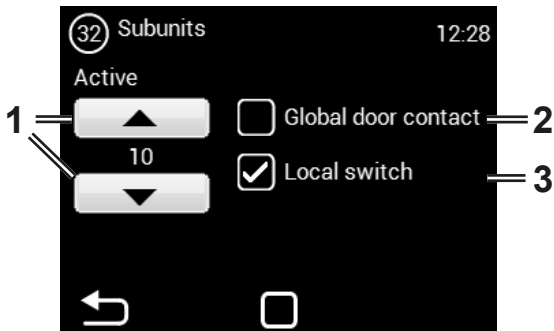 32 Subunits 12:28
Active
1 Global door contact 2
10
Local switch 3